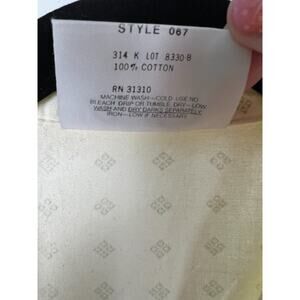 STYLE 067
314 K LOT 8330-8
100% COTTON
RN 31310
MACHINE WASH—COLD USE NO
BLEACH DRIP OR TUMBLE DRY—LOW
WASH AND DRY DARKS SEPARATELY
IRON—LOW IF NECESSARY